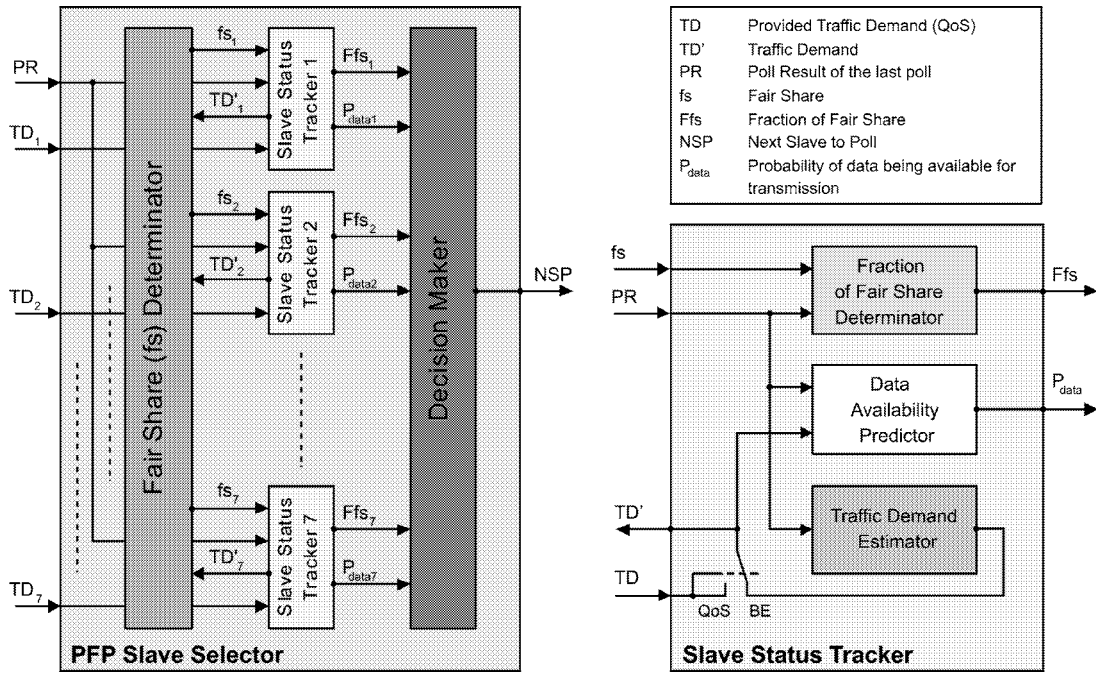 PR
TD1
TD2
TD7
Fair Share (fs) Determinator
fs1
TD'1
Slave Status
Tracker 1
Ffs1
Pdata1
fs2
TD'2
Slave Status
Tracker 2
Ffs2
Pdata2
fs7
TD'7
Slave Status
Tracker 7
Ffs7
Pdata7
Decision Maker
NSP
PFP Slave Selector
TD Provided Traffic Demand (QoS)
TD' Traffic Demand
PR Poll Result of the last poll
fs Fair Share
Ffs Fraction of Fair Share
NSP Next Slave to Poll
Pdata Probability of data being available for
transmission
fs
PR
Fraction
of Fair Share
Determinator
Ffs
Data
Availability
Predictor
Pdata
TD'
Traffic Demand
Estimator
TD
QoS BE
Slave Status Tracker